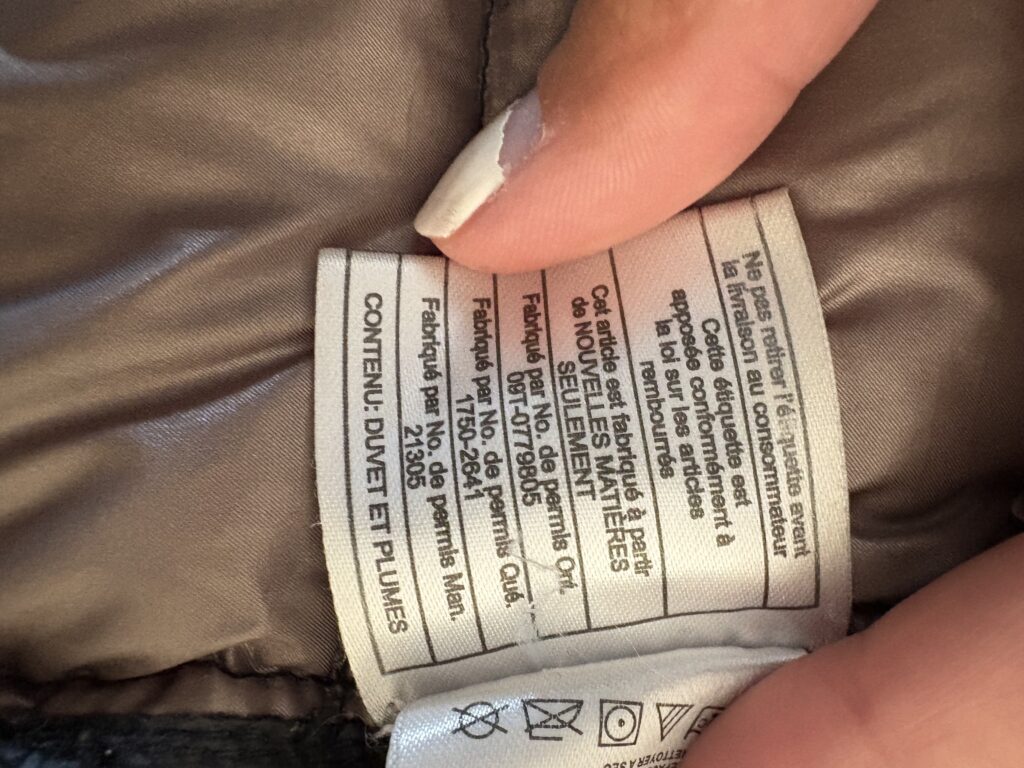 Ne pas retirer l'étiquette avant
la livraison au consommateur
Cette étiquette est
apposée conformément à
la loi sur les articles
rembourrés
Cet article est fabriqué à partir
de NOUVELLES MATIÈRES
SEULEMENT
Fabriqué par No. de permis Ont.
09T-0779805
Fabriqué par No. de permis Qué.
1750-2641
Fabriqué par No. de permis Man.
21305
CONTENU: DUVET ET PLUMES
NETTOYER A SEC